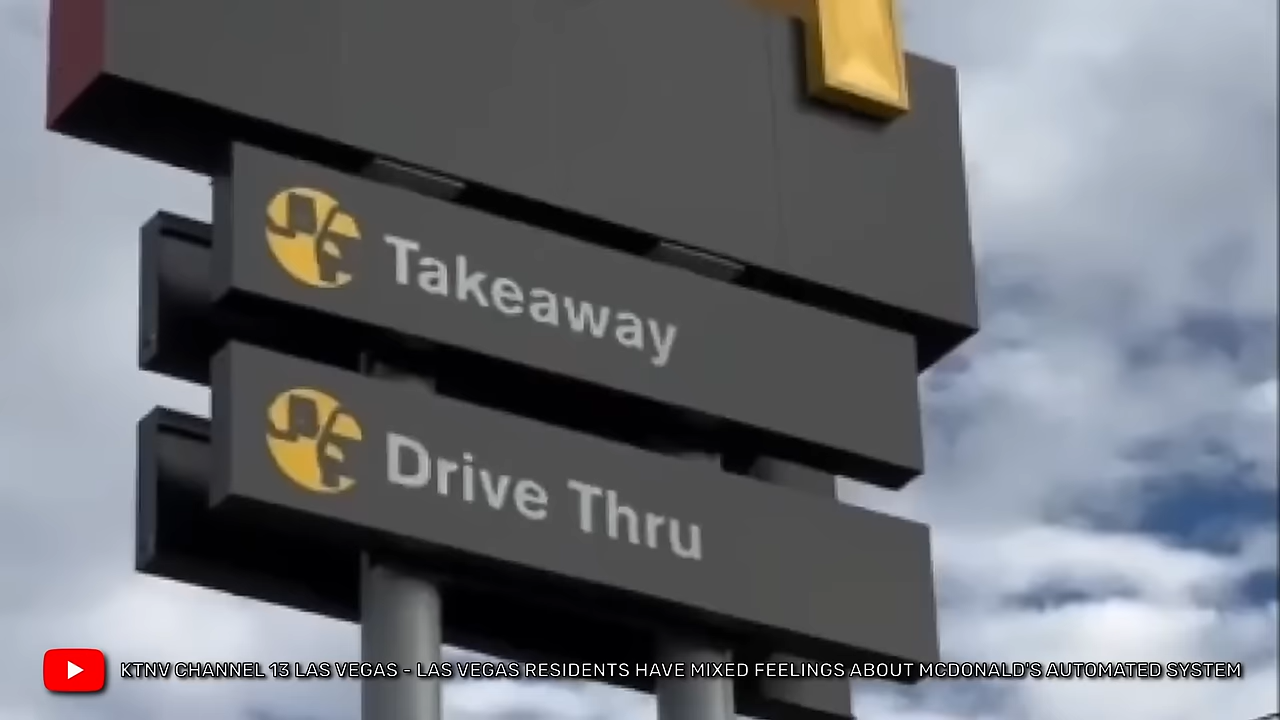 Takeaway
Drive Thru
KTNV CHANNEL 13 LAS VEGAS - LAS VEGAS RESIDENTS HAVE MIXED FEELINGS ABOUT MCDONALD'S AUTOMATED SYSTEM